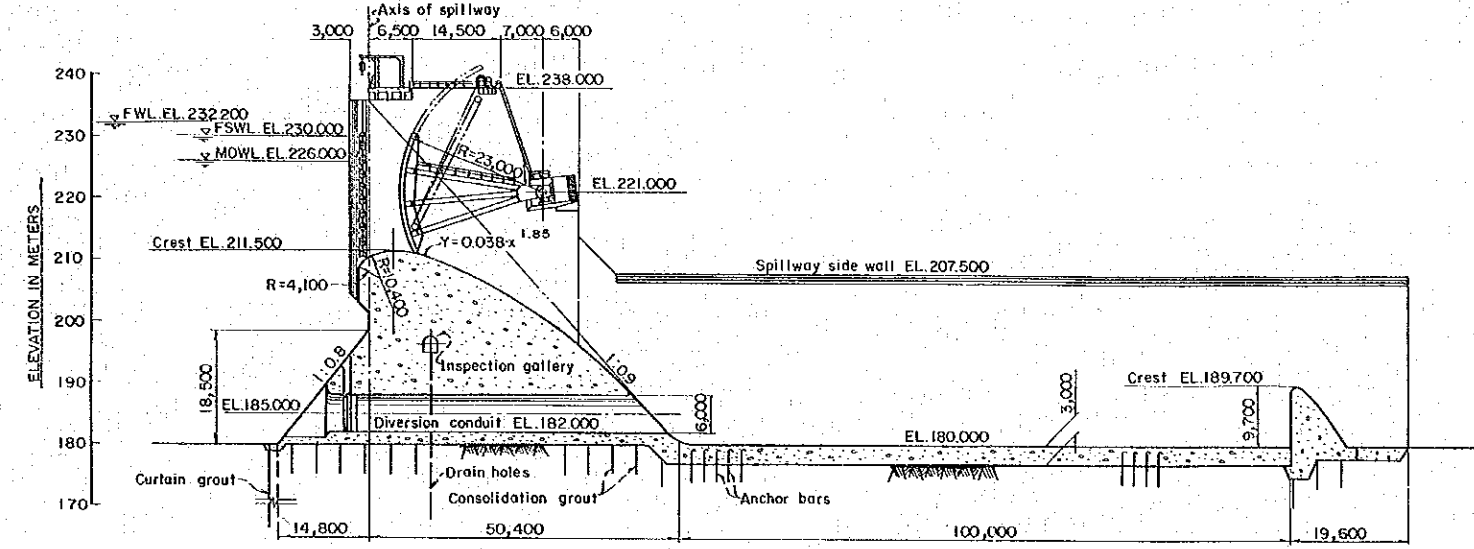 Axis of spillway
3,000 6,500 14,500 7,000 6,000
240
EL.238.000
FWL.EL.232.200
230
FSWL.EL.230.000
MOWL.EL.226.000
R=23,000
220
EL.221.000
ELEVATION IN METERS
Crest EL.211.500
Y=0.038·x 1.85
210
R=10,400
R=4,100
Spillway side wall EL.207.500
200
1:0.8
18,500
Inspection gallery
1:0.9
190
Crest EL.189.700
EL.185.000
6,000
3,000
9,700
Diversion conduit EL.182.000
180
EL.180.000
Curtain grout
Drain holes
Consolidation grout
Anchor bars
170
14,800 50,400 100,000 19,600